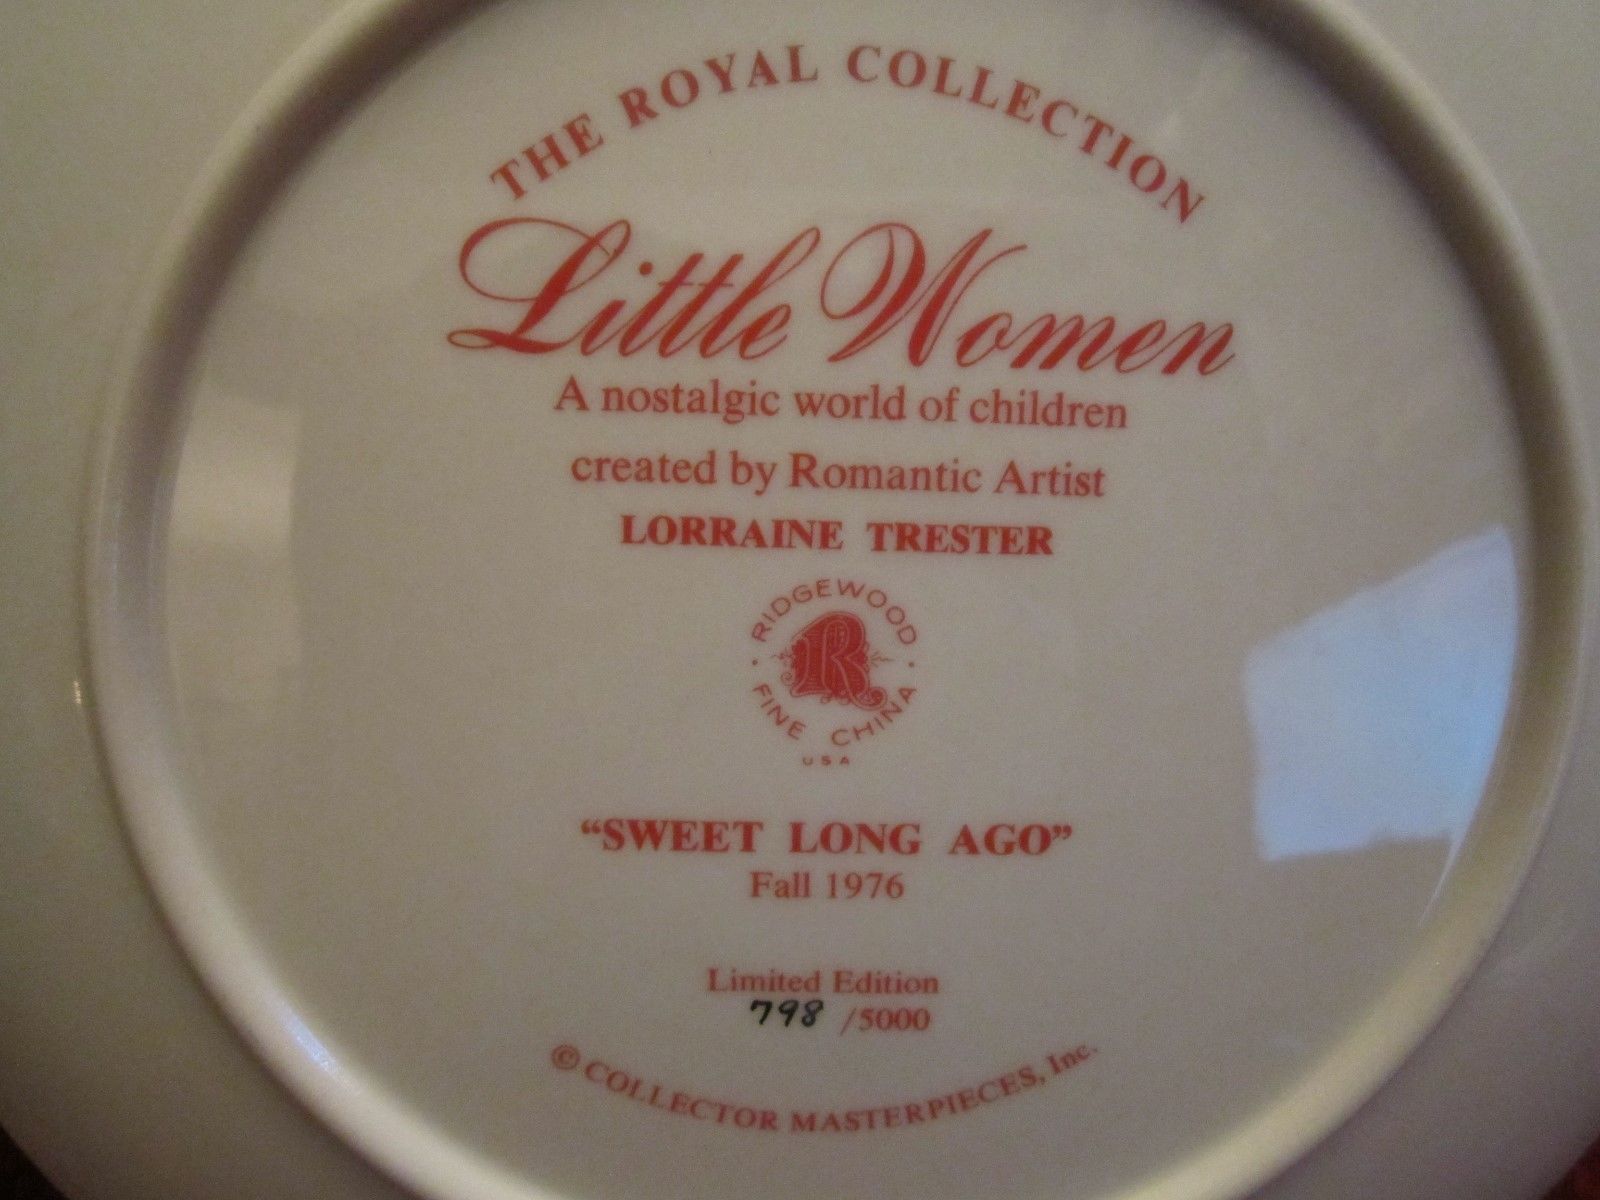 THE ROYAL COLLECTION
Little Women
A nostalgic world of children
created by Romantic Artist
LORRAINE TRESTER
RIDGEWOOD
R
FINE CHINA
USA
“SWEET LONG AGO”
Fall 1976
Limited Edition
798 /5000
© COLLECTOR MASTERPIECES, Inc.